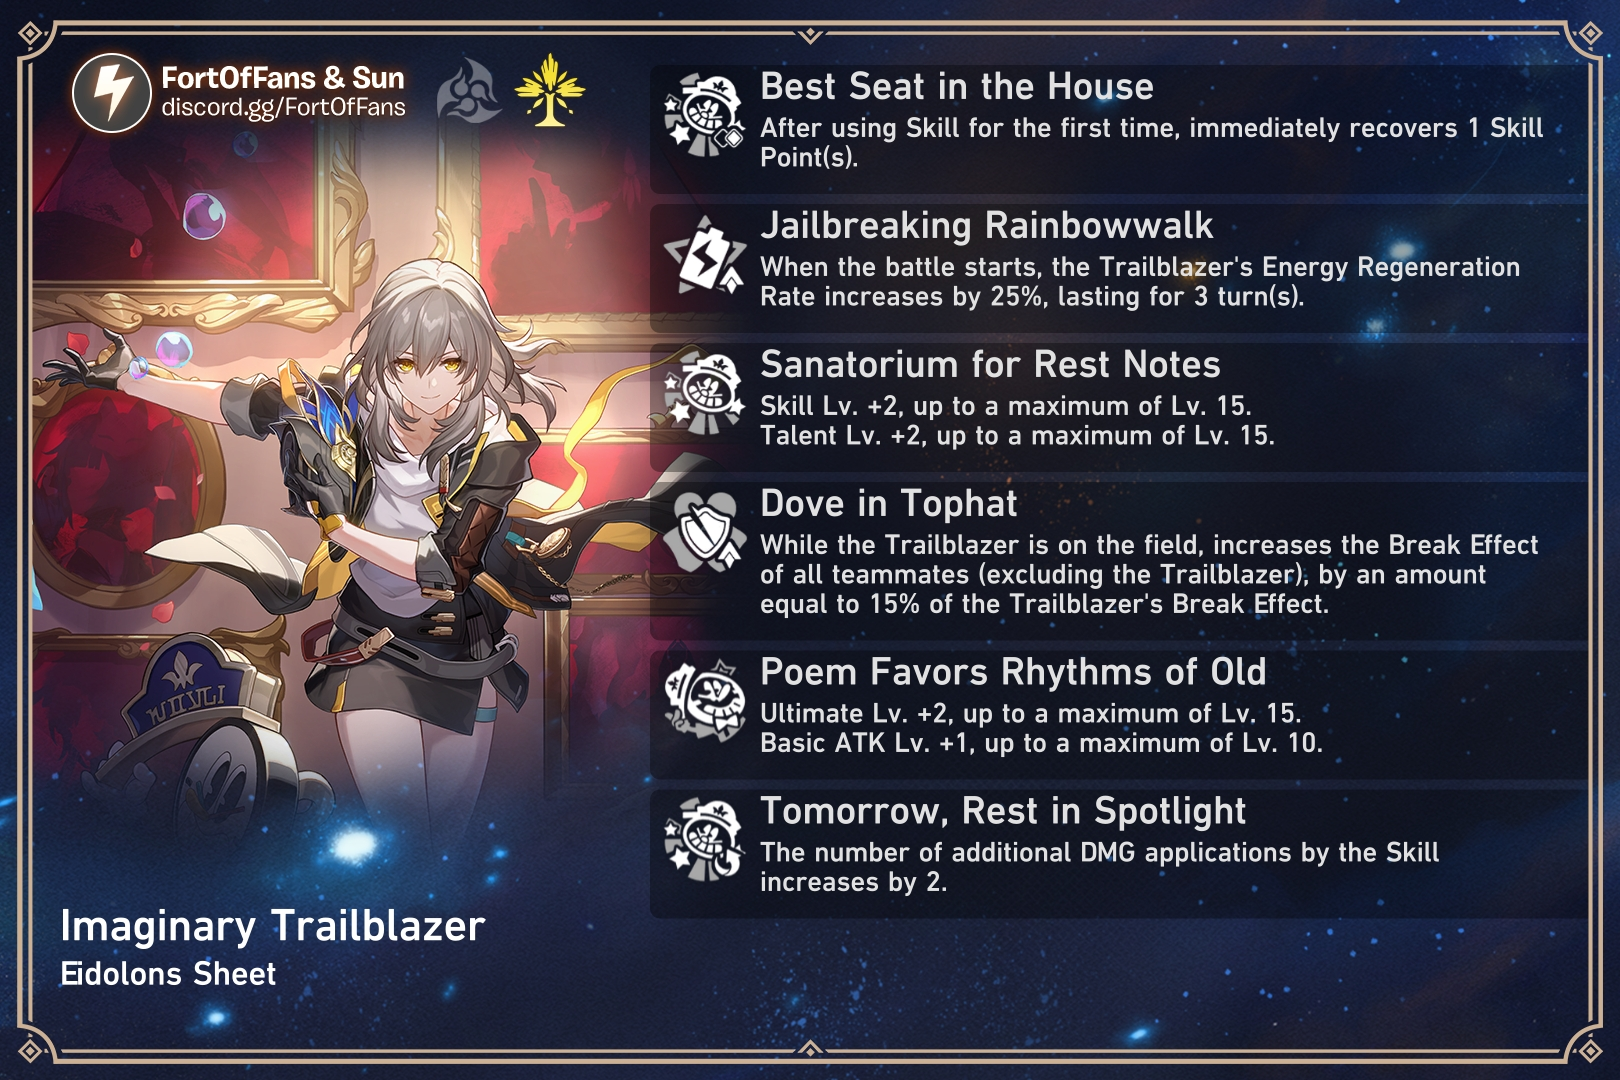 FortOfFans & Sun
discord.gg/FortOfFans
Best Seat in the House
After using Skill for the first time, immediately recovers 1 Skill
Point(s).
Jailbreaking Rainbowwalk
When the battle starts, the Trailblazer's Energy Regeneration
Rate increases by 25%, lasting for 3 turn(s).
Sanatorium for Rest Notes
Skill Lv. +2, up to a maximum of Lv. 15.
Talent Lv. +2, up to a maximum of Lv. 15.
Dove in Tophat
While the Trailblazer is on the field, increases the Break Effect
of all teammates (excluding the Trailblazer), by an amount
equal to 15% of the Trailblazer's Break Effect.
Poem Favors Rhythms of Old
Ultimate Lv. +2, up to a maximum of Lv. 15.
Basic ATK Lv. +1, up to a maximum of Lv. 10.
Tomorrow, Rest in Spotlight
The number of additional DMG applications by the Skill
increases by 2.
Imaginary Trailblazer
Eidolons Sheet